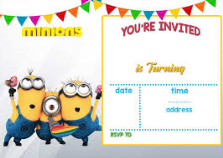 minions
YOU'RE INVITED
is Turning
date
time
address
RSVP TO